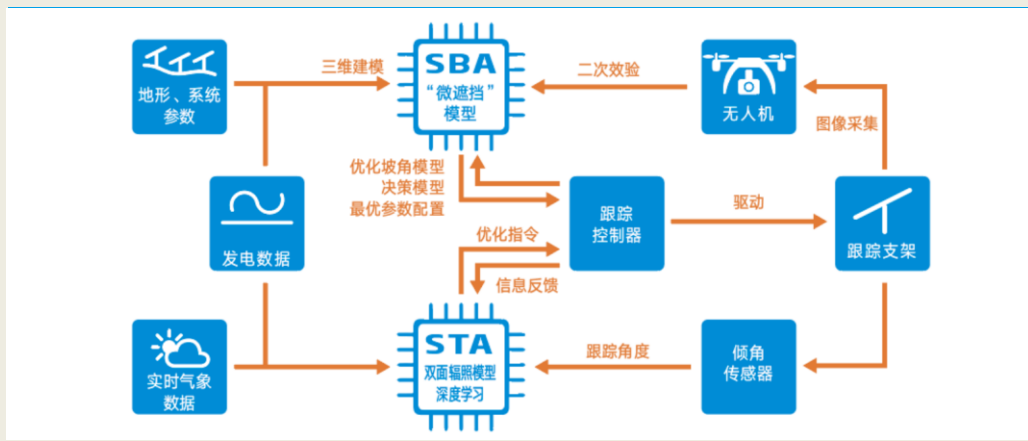 地形、系统
参数
三维建模
SBA
“微遮挡”
模型
二次效验
无人机
图像采集
优化坡角模型
决策模型
最优参数配置
发电数据
跟踪
控制器
驱动
跟踪支架
优化指令
信息反馈
实时气象
数据
STA
双面辐照模型
深度学习
跟踪角度
倾角
传感器